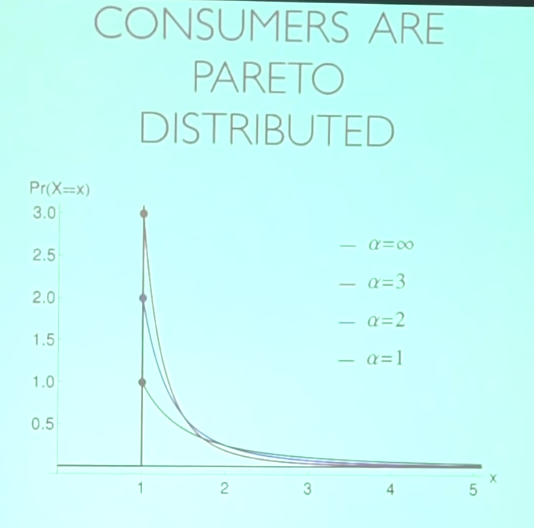 CONSUMERS ARE
PARETO
DISTRIBUTED
Pr(X=x)
3.0
2.5
2.0
1.5
1.0
0.5
α=∞
α=3
α=2
α=1
1 2 3 4 5 x